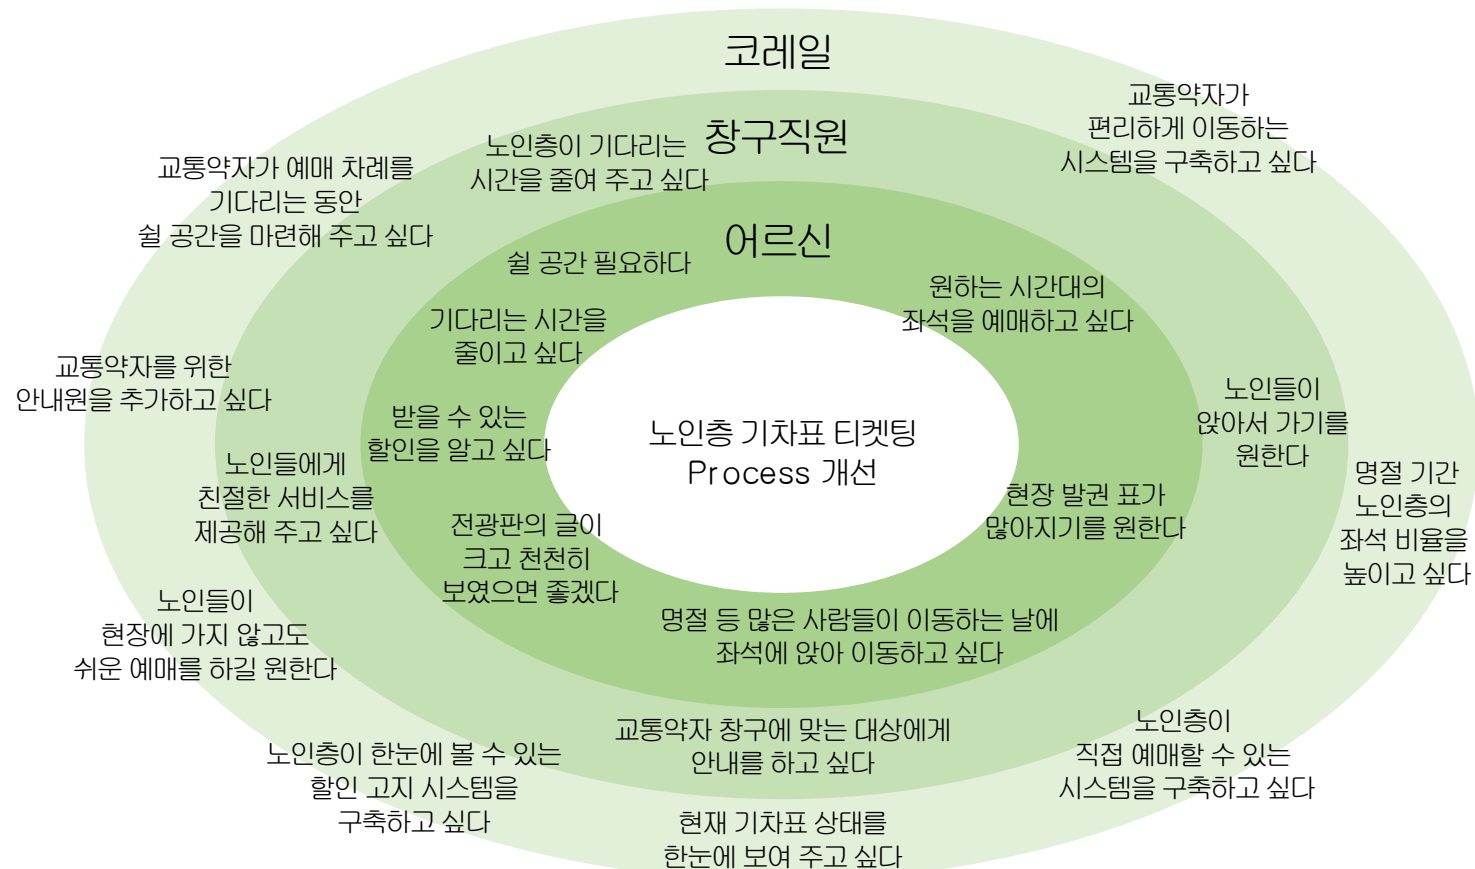 코레일
교통약자가
편리하게 이동하는
시스템을 구축하고 싶다
창구직원
노인층이 기다리는
시간을 줄여 주고 싶다
교통약자가 예매 차례를
기다리는 동안
쉴 공간을 마련해 주고 싶다
어르신
쉴 공간 필요하다
원하는 시간대의
좌석을 예매하고 싶다
기다리는 시간을
줄이고 싶다
교통약자를 위한
안내원을 추가하고 싶다
받을 수 있는
할인을 알고 싶다
노인층 기차표 티켓팅
Process 개선
노인들이
앉아서 가기를
원한다
노인들에게
친절한 서비스를
제공해 주고 싶다
명절 기간
노인층의
좌석 비율을
높이고 싶다
현장 발권 표가
많아지기를 원한다
전광판의 글이
크고 천천히
보였으면 좋겠다
노인들이
현장에 가지 않고도
쉬운 예매를 하길 원한다
명절 등 많은 사람들이 이동하는 날에
좌석에 앉아 이동하고 싶다
교통약자 창구에 맞는 대상에게
안내를 하고 싶다
노인층이
직접 예매할 수 있는
시스템을 구축하고 싶다
노인층이 한눈에 볼 수 있는
할인 고지 시스템을
구축하고 싶다
현재 기차표 상태를
한눈에 보여 주고 싶다